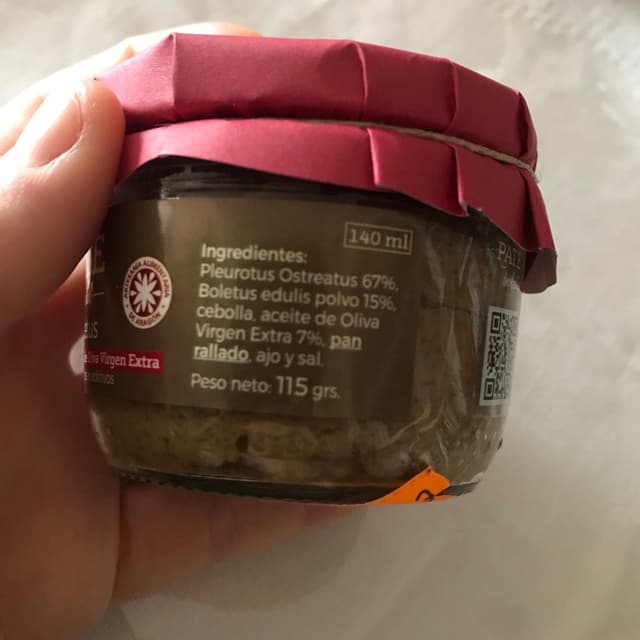 140 ml
Ingredientes:
Pleurotus Ostreatus 67%,
Boletus edulis polvo 15%,
cebolla, aceite de Oliva
Virgen Extra 7%, pan
rallado, ajo y sal.
Peso neto: 115 grs.
ARTESANIA ALIMENTARIA
DE ARAGÓN
Oliva Virgen Extra
PATÉ